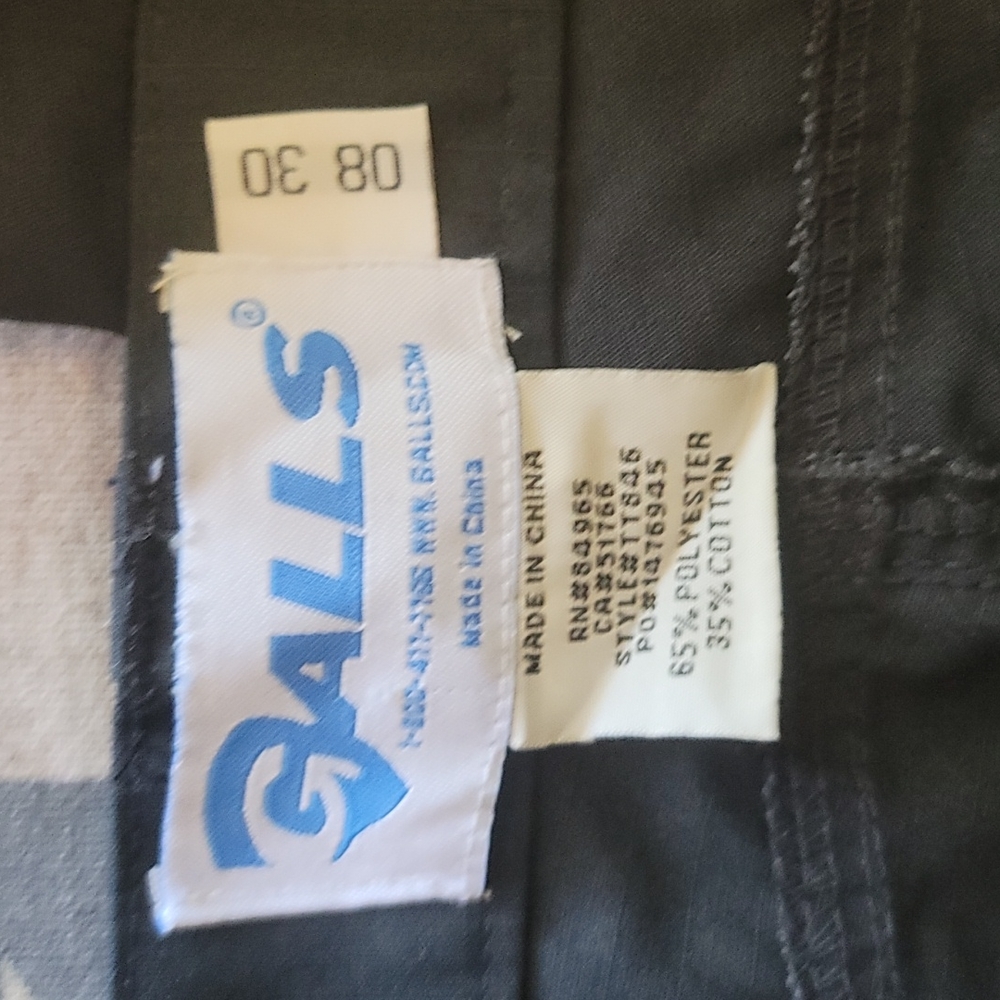 08 30
GALLS®
1-800-477-7766 WWW.GALLS.COM
Made in China
MADE IN CHINA
RN#64965
CA#51766
STYLE#TT846
PO#1476945
65% POLYESTER
35% COTTON